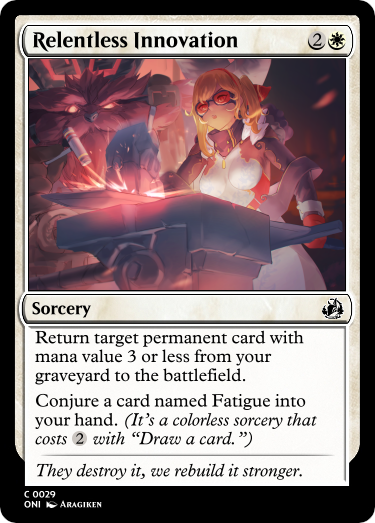 Relentless Innovation 2
Sorcery
Return target permanent card with
mana value 3 or less from your
graveyard to the battlefield.
Conjure a card named Fatigue into
your hand. (It's a colorless sorcery that
costs 2 with “Draw a card.”)
They destroy it, we rebuild it stronger.
C 0029
ONI Aragiken